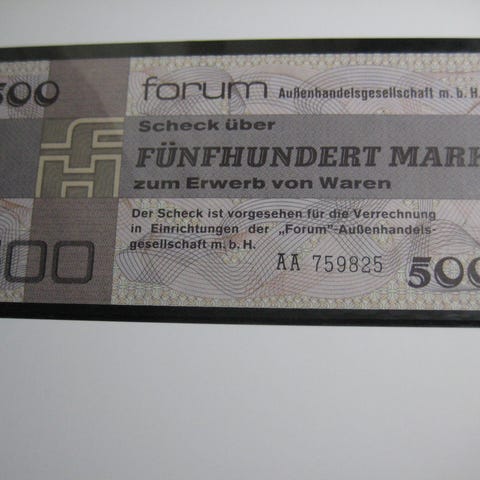 500
forum Außenhandelsgesellschaft m. b. H.
Scheck über
FÜNFHUNDERT MARK
zum Erwerb von Waren
Der Scheck ist vorgesehen für die Verrechnung
in Einrichtungen der „Forum"-Außenhandels-
gesellschaft m. b. H.
AA 759825
500
00